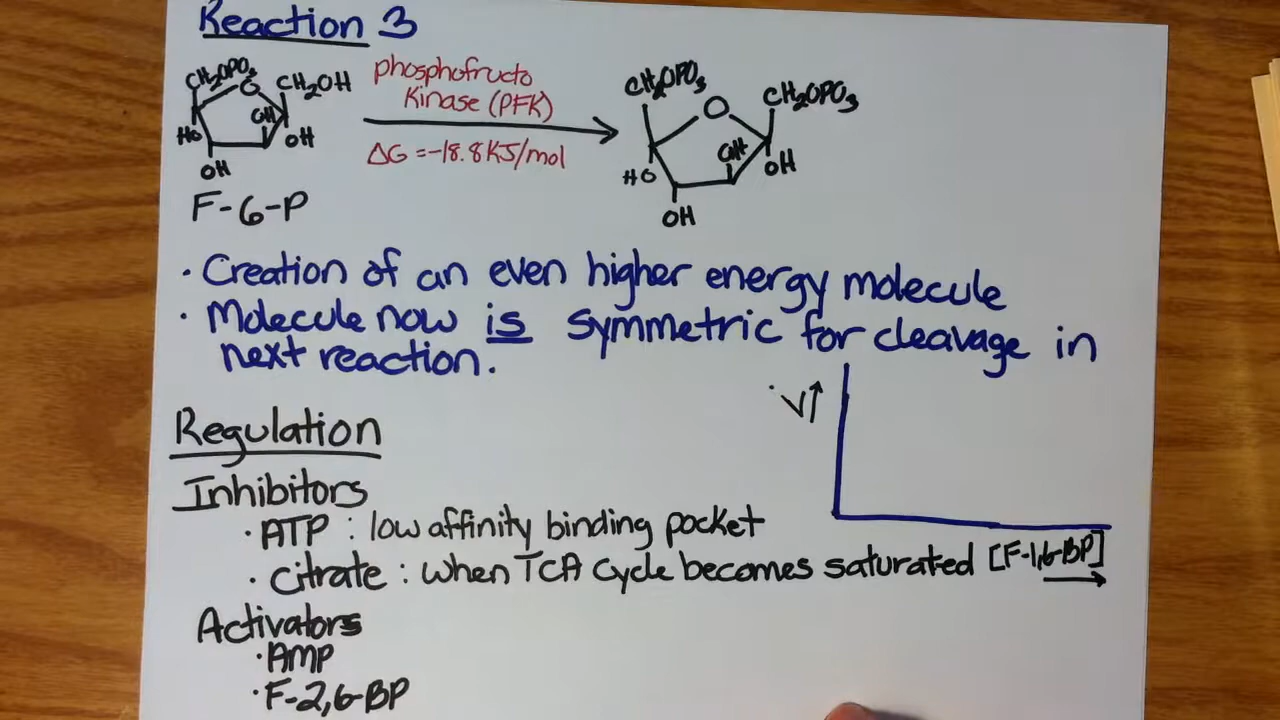 Reaction 3
CH₂OPO₃ O CH₂OH
HO OH OH
OH
F-6-P
phosphofructo
Kinase (PFK)
ΔG = -18.8KJ/mol
CH₂OPO₃ O CH₂OPO₃
HO OH OH
OH
· Creation of an even higher energy molecule
· Molecule now is symmetric for cleavage in
next reaction.
V↑
Regulation
Inhibitors
· ATP : low affinity binding pocket
· Citrate : when TCA Cycle becomes saturated
[F-1,6-BP]
Activators
· AMP
· F-2,6-BP